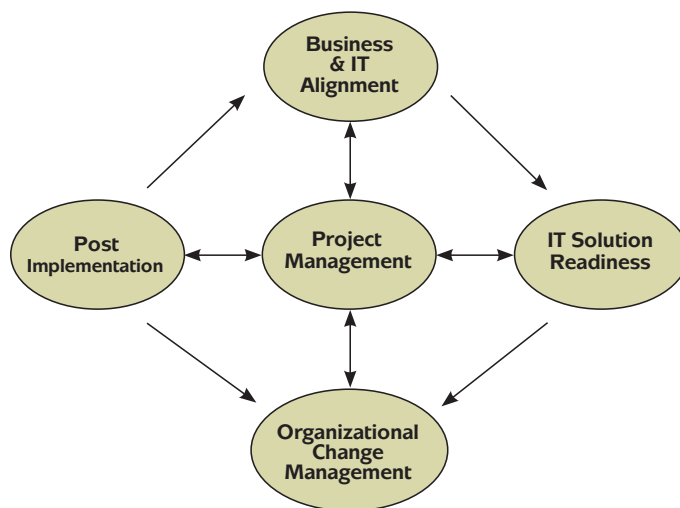 Business
& IT
Alignment
Post
Implementation
Project
Management
IT Solution
Readiness
Organizational
Change
Management